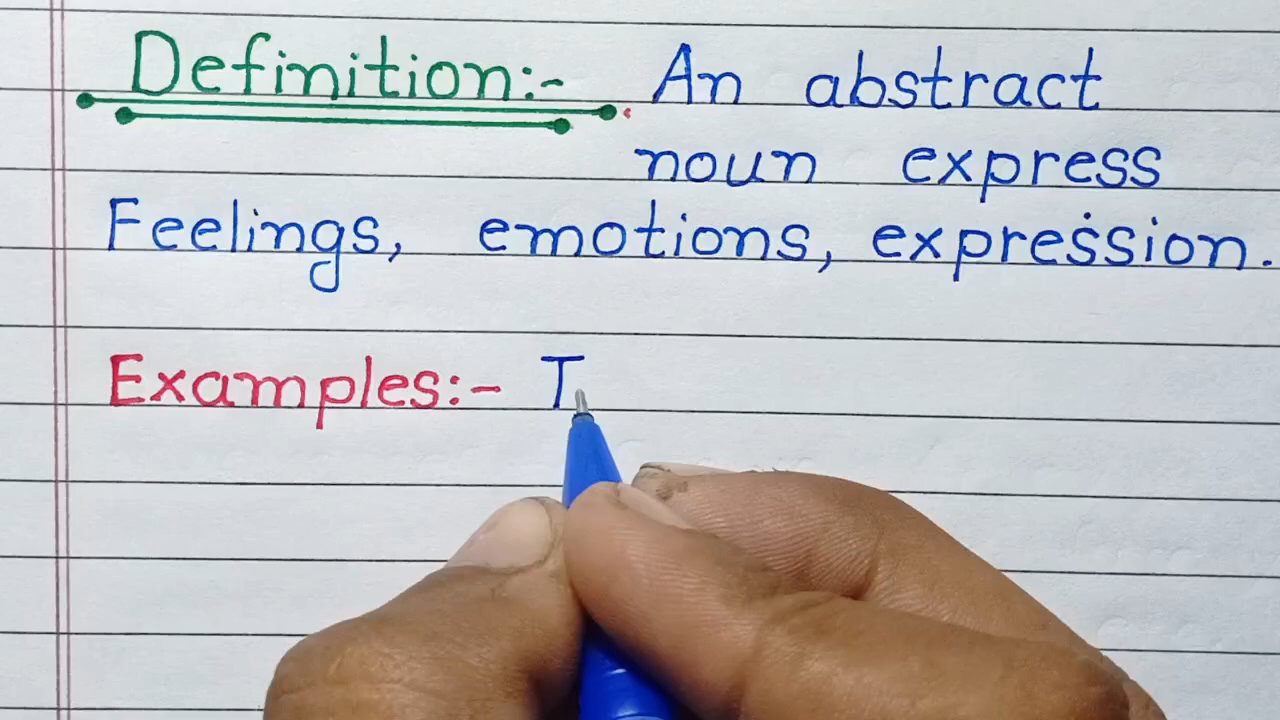 Definition:- An abstract
noun express
Feelings, emotions, expression.
Examples:- T